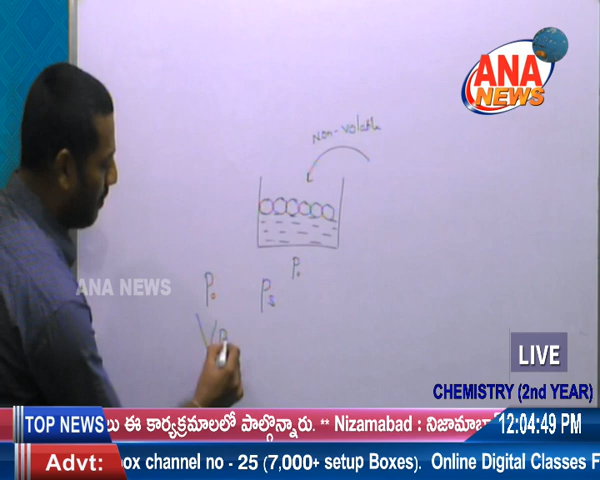 ANA
NEWS
Non-volatile
P₀
ANA NEWS
P₀ Pₛ
LIVE
CHEMISTRY (2nd YEAR)
TOP NEWS లు ఈ కార్యక్రమాలలో పాల్గొన్నారు. ** Nizamabad : నిజామాబా 12:04:49 PM
Advt: box channel no - 25 (7,000+ setup Boxes). Online Digital Classes F